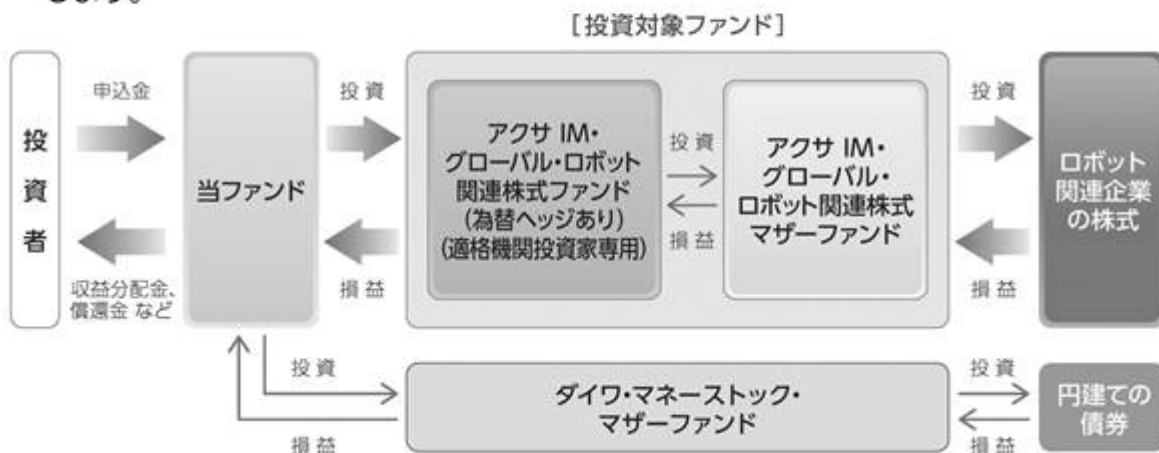 します。
[投資対象ファンド]
投資者
申込金
収益分配金、
償還金 など
当ファンド
投資
損益
アクサ IM・
グローバル・ロボット
関連株式ファンド
(為替ヘッジあり)
(適格機関投資家専用)
投資
損益
アクサ IM・
グローバル・
ロボット関連株式
マザーファンド
投資
損益
ロボット
関連企業
の株式
投資
損益
ダイワ・マネーストック・
マザーファンド
投資
損益
円建ての
債券